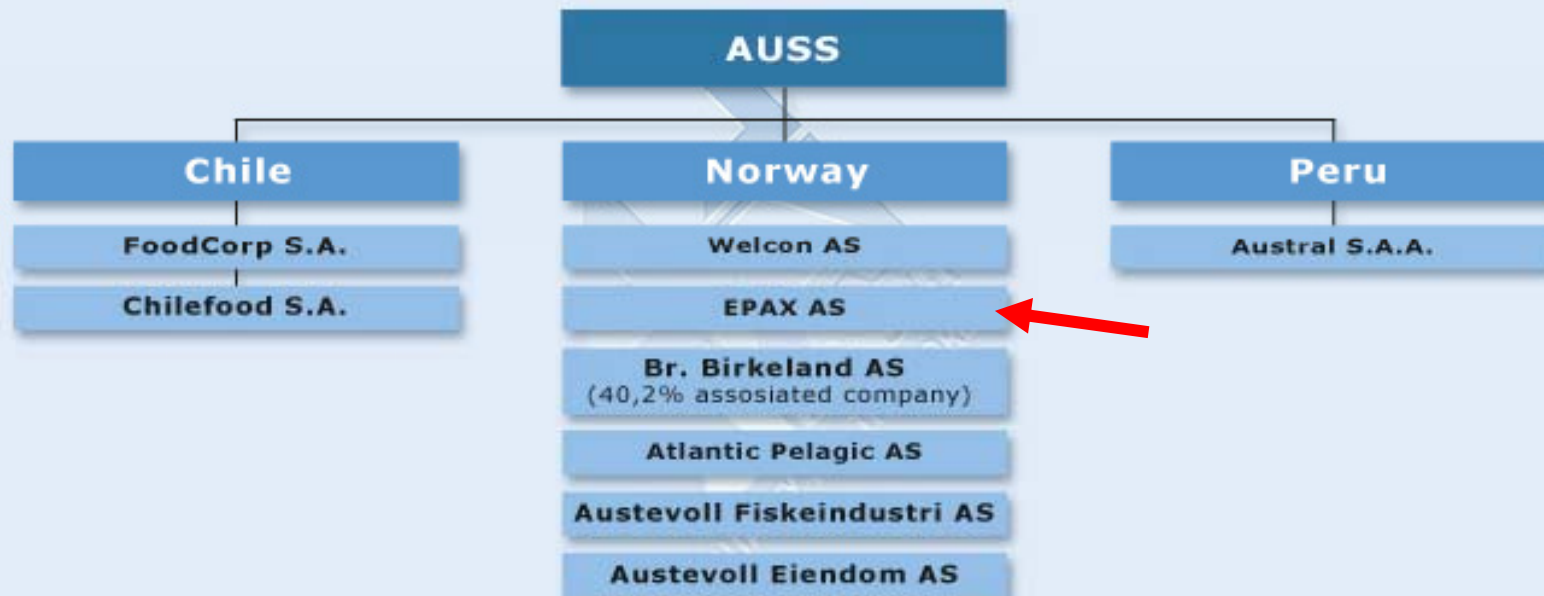 AUSS
Chile
Norway
Peru
FoodCorp S.A.
Welcon AS
Austral S.A.A.
Chilefood S.A.
EPAX AS
Br. Birkeland AS
(40,2% assosiated company)
Atlantic Pelagic AS
Austevoll Fiskeindustri AS
Austevoll Eiendom AS